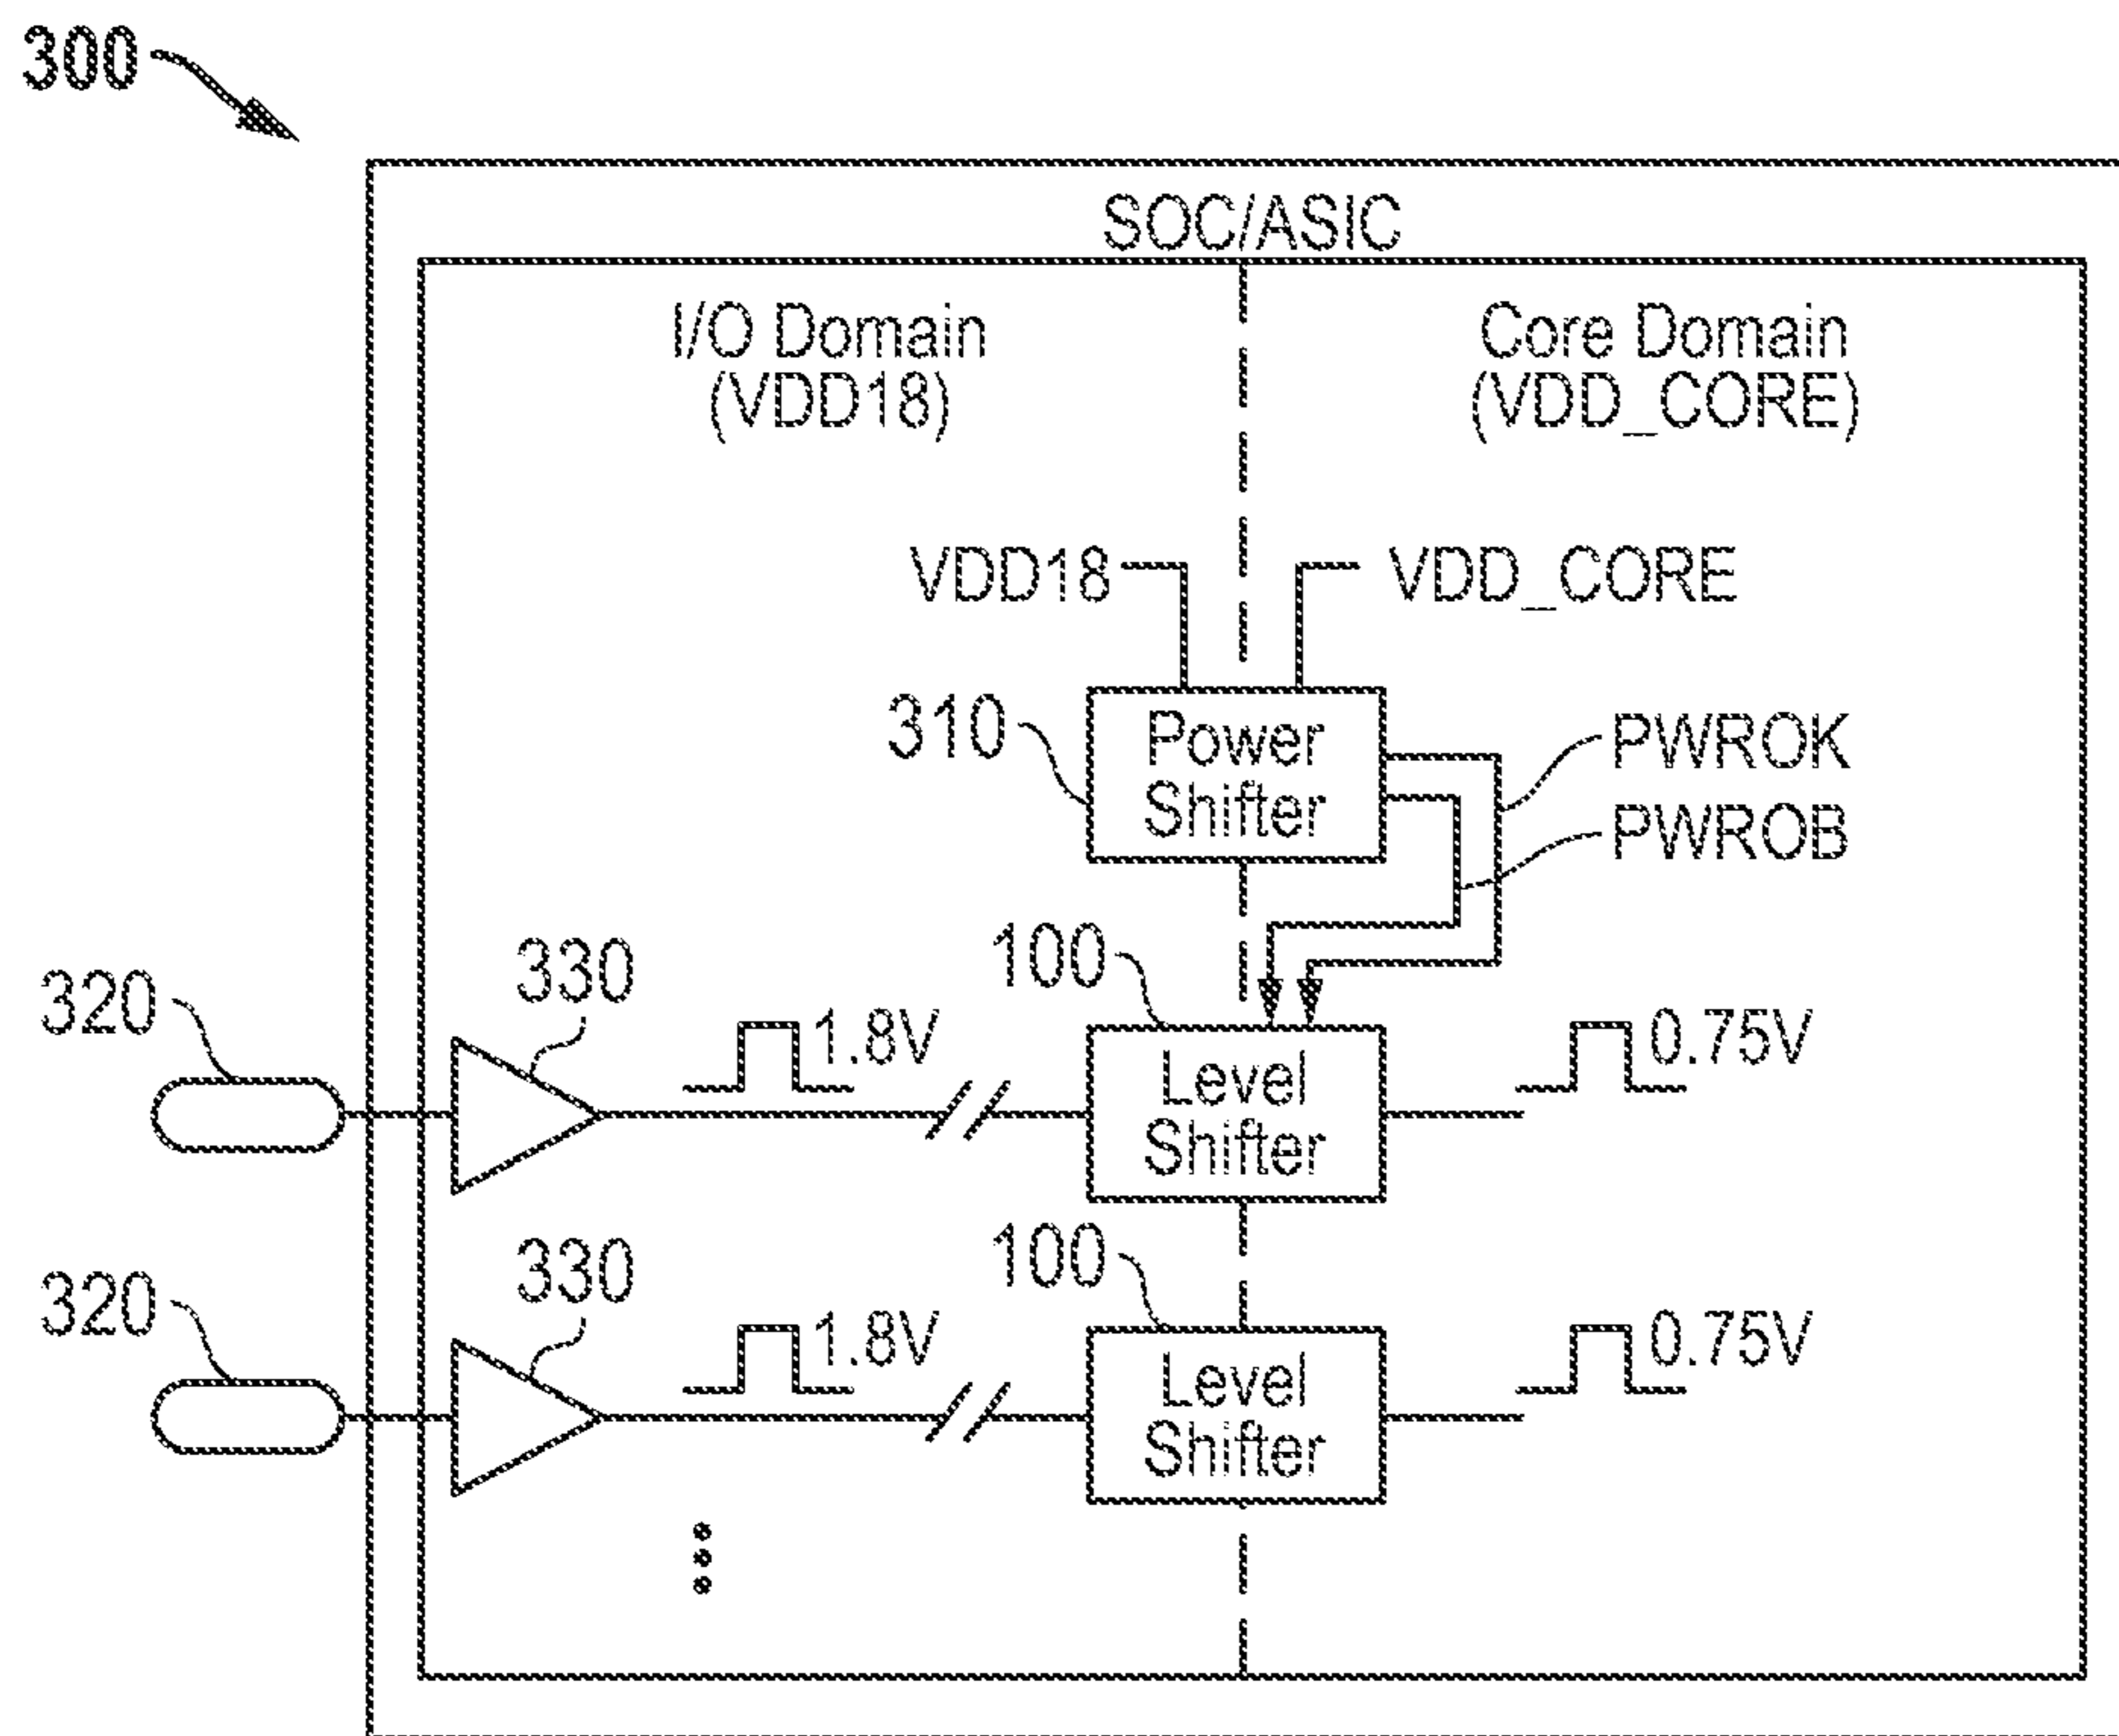 300
SOC/ASIC
I/O Domain
(VDD18)
Core Domain
(VDD_CORE)
VDD18
VDD_CORE
310
Power
Shifter
PWROK
PWROB
320
330
1.8V
100
Level
Shifter
0.75V
320
330
1.8V
100
Level
Shifter
0.75V